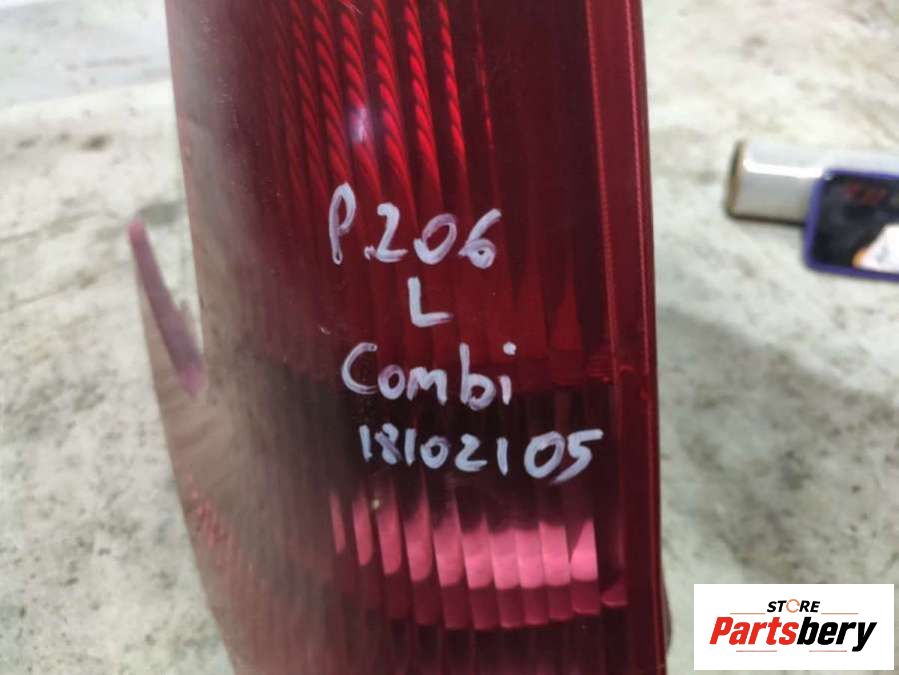 P.206
L
Combi
18102105
STORE
Partsbery